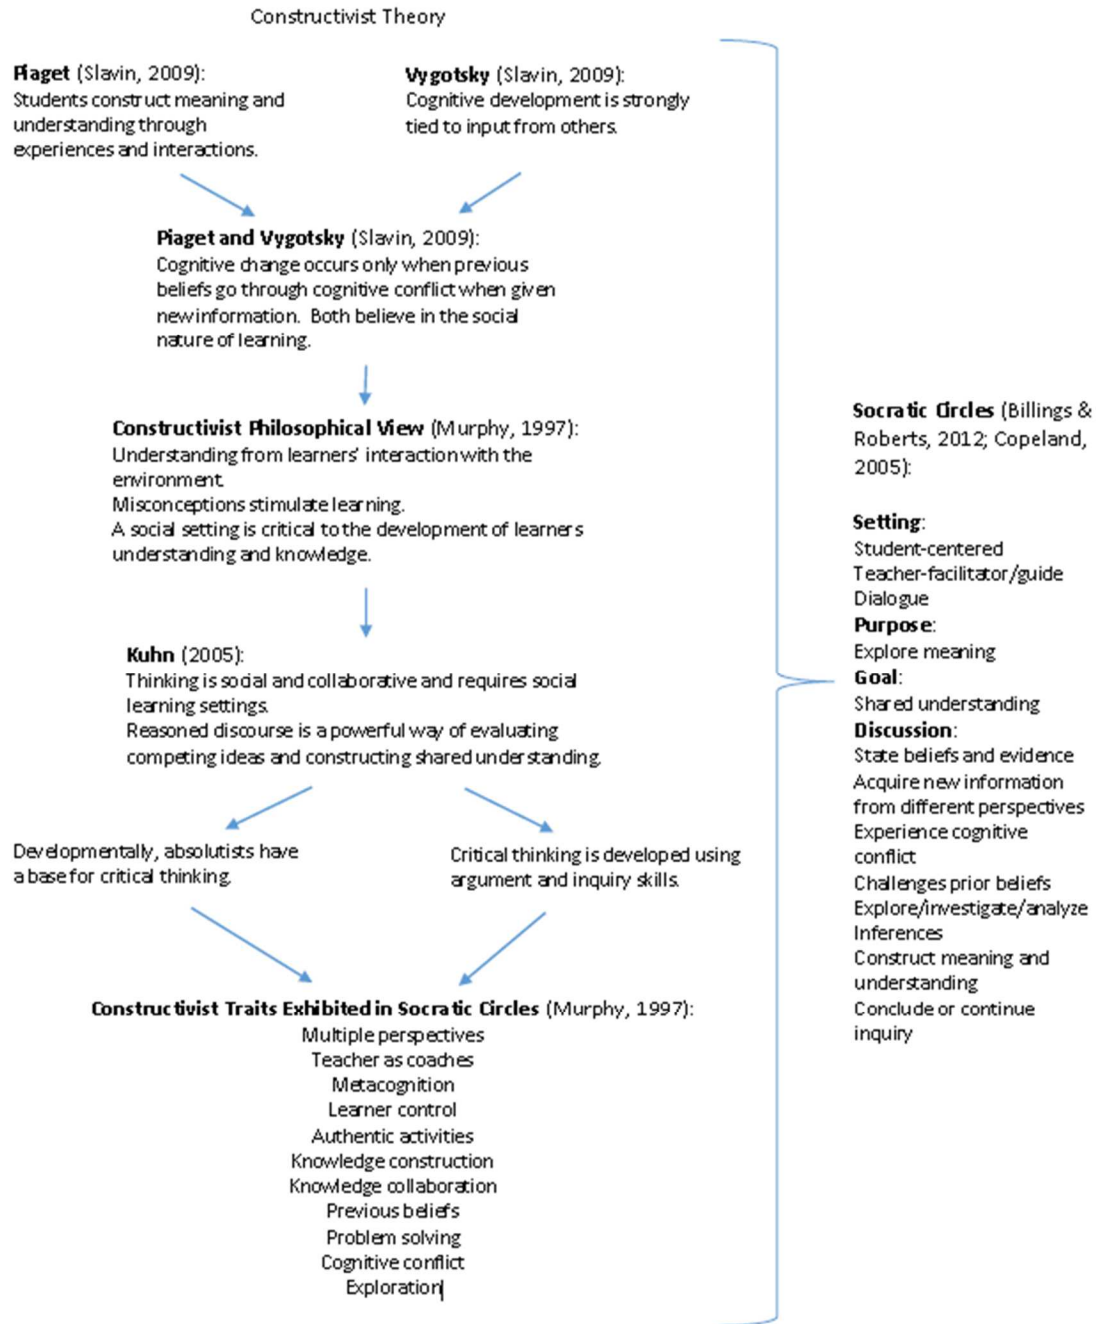 Constructivist Theory
Piaget (Slavin, 2009):
Students construct meaning and
understanding through
experiences and interactions.
Vygotsky (Slavin, 2009):
Cognitive development is strongly
tied to input from others.
Piaget and Vygotsky (Slavin, 2009):
Cognitive change occurs only when previous
beliefs go through cognitive conflict when given
new information. Both believe in the social
nature of learning.
Constructivist Philosophical View (Murphy, 1997):
Understanding from learners' interaction with the
environment.
Misconceptions stimulate learning.
A social setting is critical to the development of learners
understanding and knowledge.
Kuhn (2005):
Thinking is social and collaborative and requires social
learning settings.
Reasoned discourse is a powerful way of evaluating
competing ideas and constructing shared understanding.
Developmentally, absolutists have
a base for critical thinking.
Critical thinking is developed using
argument and inquiry skills.
Constructivist Traits Exhibited in Socratic Circles (Murphy, 1997):
Multiple perspectives
Teacher as coaches
Metacognition
Learner control
Authentic activities
Knowledge construction
Knowledge collaboration
Previous beliefs
Problem solving
Cognitive conflict
Exploration
Socratic Circles (Billings &
Roberts, 2012; Copeland,
2005):
Setting:
Student-centered
Teacher-facilitator/guide
Dialogue
Purpose:
Explore meaning
Goal:
Shared understanding
Discussion:
State beliefs and evidence
Acquire new information
from different perspectives
Experience cognitive
conflict
Challenges prior beliefs
Explore/investigate/analyze
Inferences
Construct meaning and
understanding
Conclude or continue
inquiry